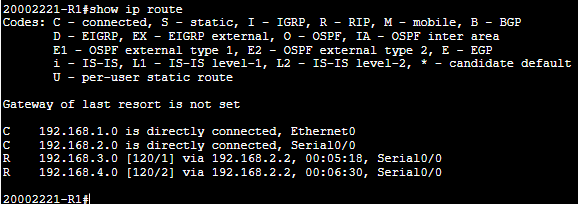 20002221-R1#show ip route
Codes: C - connected, S - static, I - IGRP, R - RIP, M - mobile, B - BGP
       D - EIGRP, EX - EIGRP external, O - OSPF, IA - OSPF inter area
       E1 - OSPF external type 1, E2 - OSPF external type 2, E - EGP
       i - IS-IS, L1 - IS-IS level-1, L2 - IS-IS level-2, * - candidate default
       U - per-user static route
Gateway of last resort is not set
C    192.168.1.0 is directly connected, Ethernet0
C    192.168.2.0 is directly connected, Serial0/0
R    192.168.3.0 [120/1] via 192.168.2.2, 00:05:18, Serial0/0
R    192.168.4.0 [120/2] via 192.168.2.2, 00:06:30, Serial0/0
20002221-R1#